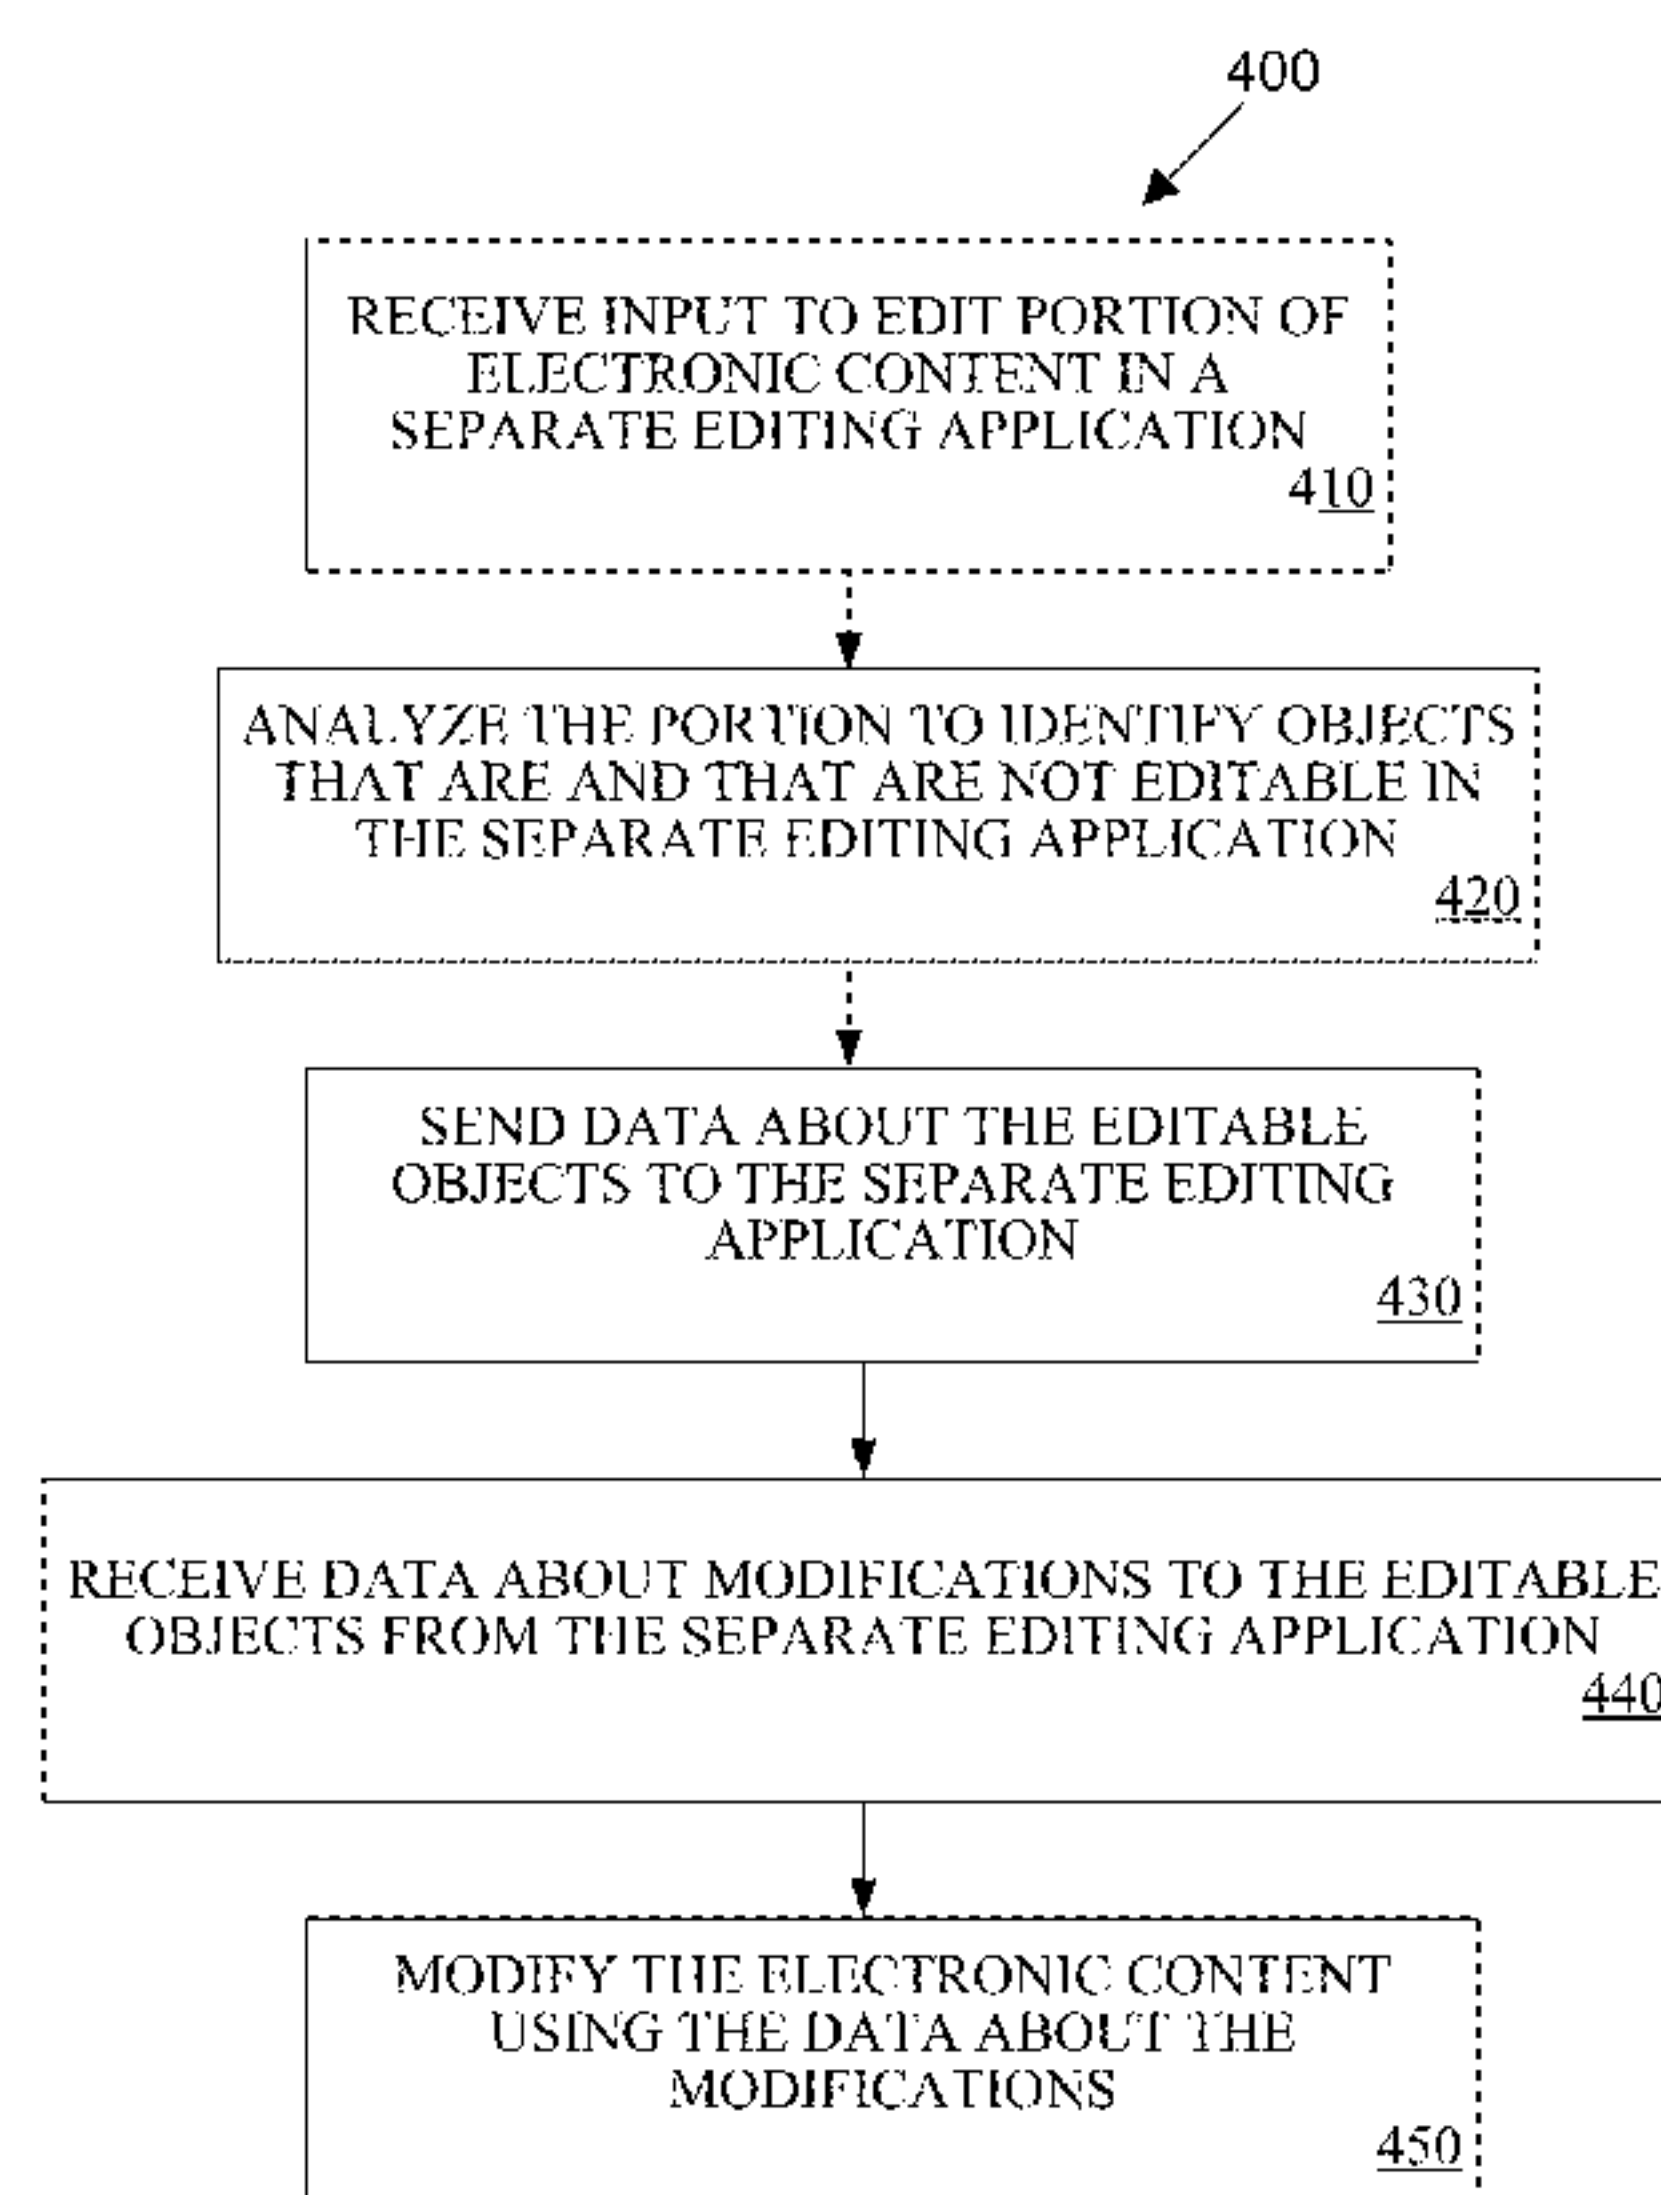 400
RECEIVE INPUT TO EDIT PORTION OF
ELECTRONIC CONTENT IN A
SEPARATE EDITING APPLICATION
410
ANALYZE THE PORTION TO IDENTIFY OBJECTS
THAT ARE AND THAT ARE NOT EDITABLE IN
THE SEPARATE EDITING APPLICATION
420
SEND DATA ABOUT THE EDITABLE
OBJECTS TO THE SEPARATE EDITING
APPLICATION
430
RECEIVE DATA ABOUT MODIFICATIONS TO THE EDITABLE
OBJECTS FROM THE SEPARATE EDITING APPLICATION
440
MODIFY THE ELECTRONIC CONTENT
USING THE DATA ABOUT THE
MODIFICATIONS
450